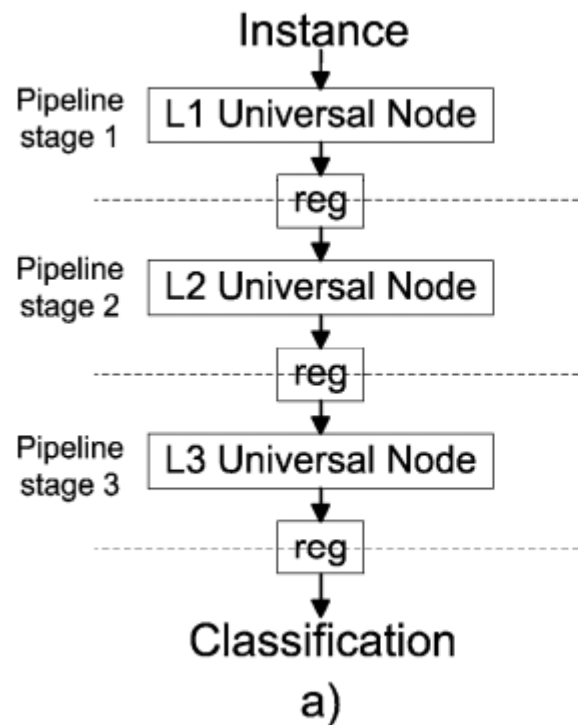 Instance
Pipeline
stage 1
L1 Universal Node
reg
Pipeline
stage 2
L2 Universal Node
reg
Pipeline
stage 3
L3 Universal Node
reg
Classification
a)